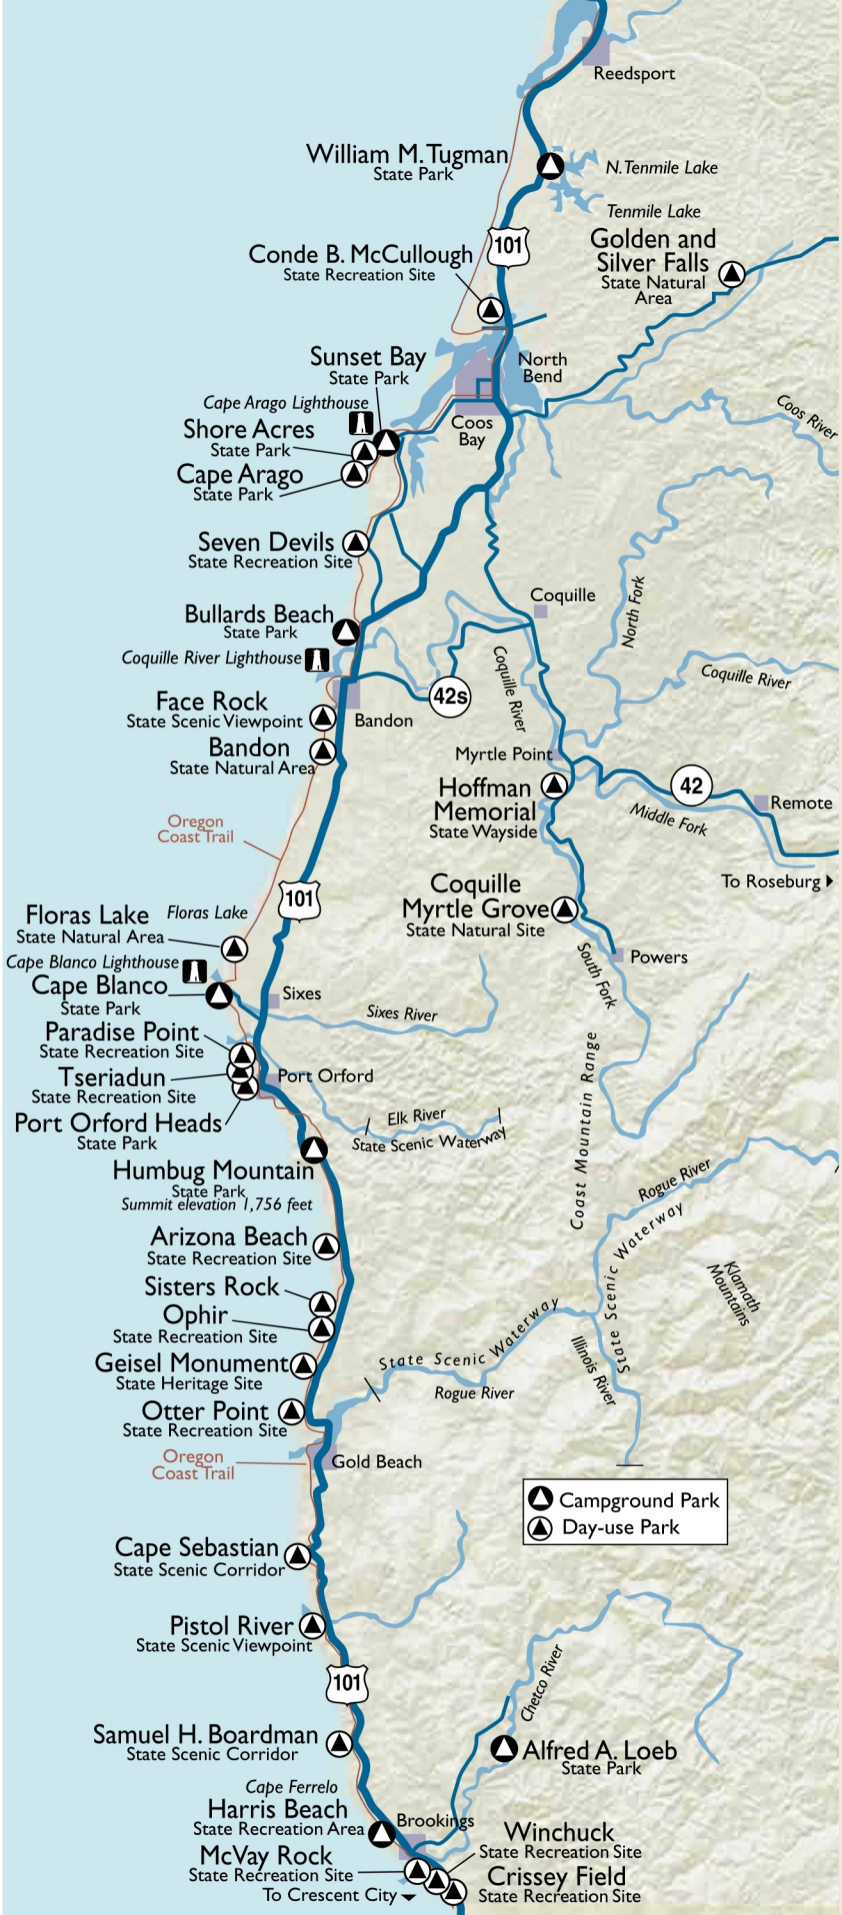 Reedsport
William M. Tugman
State Park
N. Tenmile Lake
Tenmile Lake
101
Golden and
Silver Falls
State Natural
Area
Conde B. McCullough
State Recreation Site
Sunset Bay
State Park
North
Bend
Cape Arago Lighthouse
Coos River
Shore Acres
State Park
Coos
Bay
Cape Arago
State Park
Seven Devils
State Recreation Site
Coquille
North Fork
Bullards Beach
State Park
Coquille River Lighthouse
Coquille River
Coquille River
42s
Face Rock
State Scenic Viewpoint
Bandon
Bandon
State Natural Area
Myrtle Point
Hoffman
Memorial
State Wayside
42
Remote
Middle Fork
Oregon
Coast Trail
To Roseburg
101
Coquille
Myrtle Grove
State Natural Site
Floras Lake
State Natural Area
Floras Lake
Powers
South Fork
Cape Blanco Lighthouse
Cape Blanco
State Park
Sixes
Sixes River
Paradise Point
State Recreation Site
Tseriadun
State Recreation Site
Port Orford
Port Orford Heads
State Park
Elk River
State Scenic Waterway
Coast Mountain Range
Humbug Mountain
State Park
Summit elevation 1,756 feet
Rogue River
State Scenic Waterway
Klamath
Mountains
Arizona Beach
State Recreation Site
Sisters Rock
Ophir
State Recreation Site
Geisel Monument
State Heritage Site
State Scenic Waterway
Rogue River
Illinois River
Otter Point
State Recreation Site
Oregon
Coast Trail
Gold Beach
Campground Park
Day-use Park
Cape Sebastian
State Scenic Corridor
Pistol River
State Scenic Viewpoint
101
Chetco River
Samuel H. Boardman
State Scenic Corridor
Alfred A. Loeb
State Park
Cape Ferrelo
Harris Beach
State Recreation Area
Brookings
Winchuck
State Recreation Site
McVay Rock
State Recreation Site
Crissey Field
State Recreation Site
To Crescent City